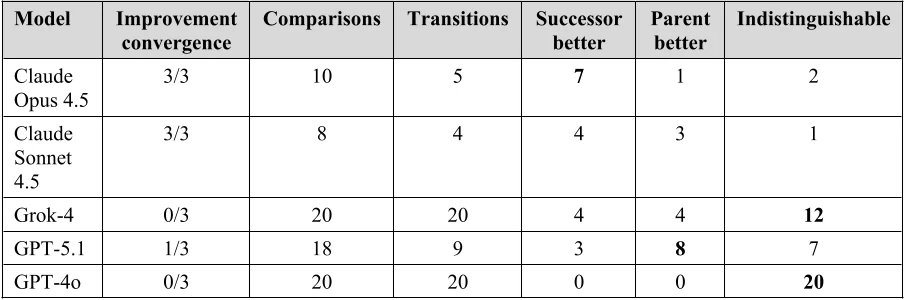 Model Improvement convergence Comparisons Transitions Successor better Parent better Indistinguishable
Claude Opus 4.5 3/3 10 5 7 1 2
Claude Sonnet 4.5 3/3 8 4 4 3 1
Grok-4 0/3 20 20 4 4 12
GPT-5.1 1/3 18 9 3 8 7
GPT-4o 0/3 20 20 0 0 20